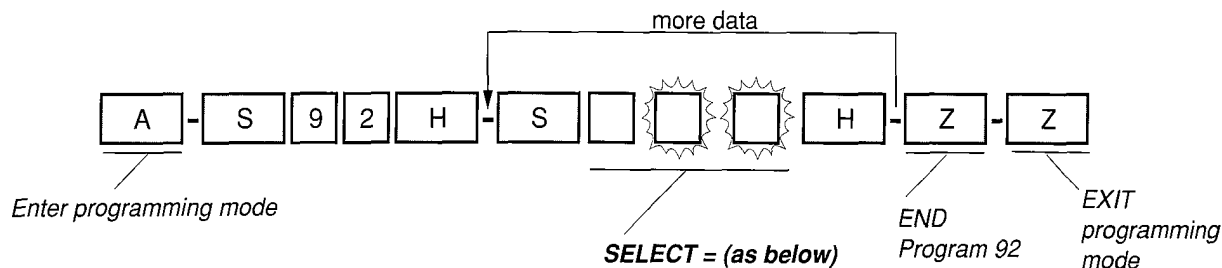 more data
A - S 9 2 H - S H - Z - Z
Enter programming mode
SELECT = (as below)
END
Program 92
EXIT
programming
mode